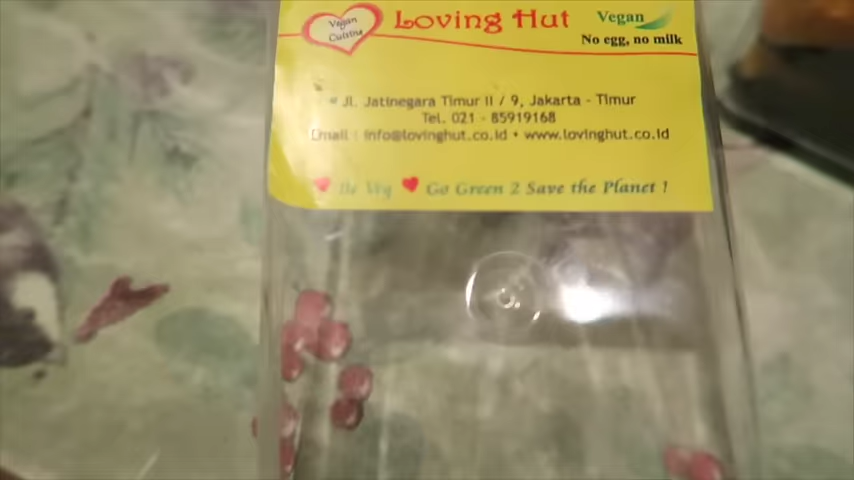 Vegan
Cuisine
Loving Hut
Vegan
No egg, no milk
Jl. Jatinegara Timur II / 9, Jakarta - Timur
Tel. 021 - 85919168
Email : info@lovinghut.co.id • www.lovinghut.co.id
Be Veg Go Green 2 Save the Planet !